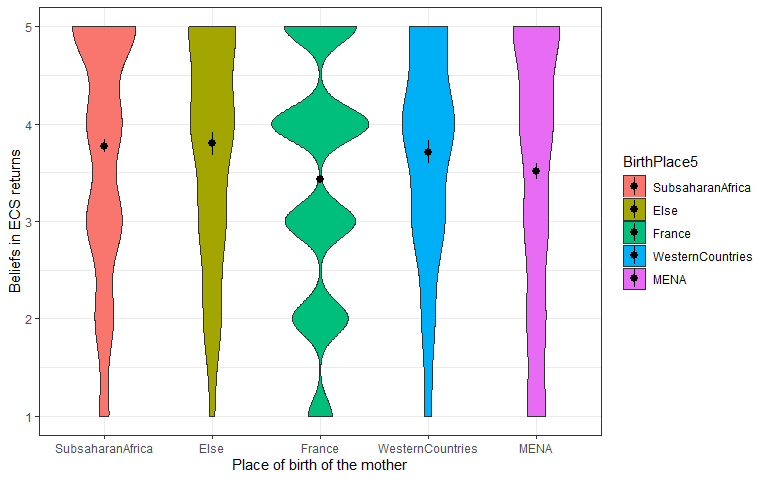 Beliefs in ECS returns
5
4
3
2
1
SubsaharanAfrica Else France WesternCountries MENA
Place of birth of the mother
BirthPlace5
SubsaharanAfrica
Else
France
WesternCountries
MENA